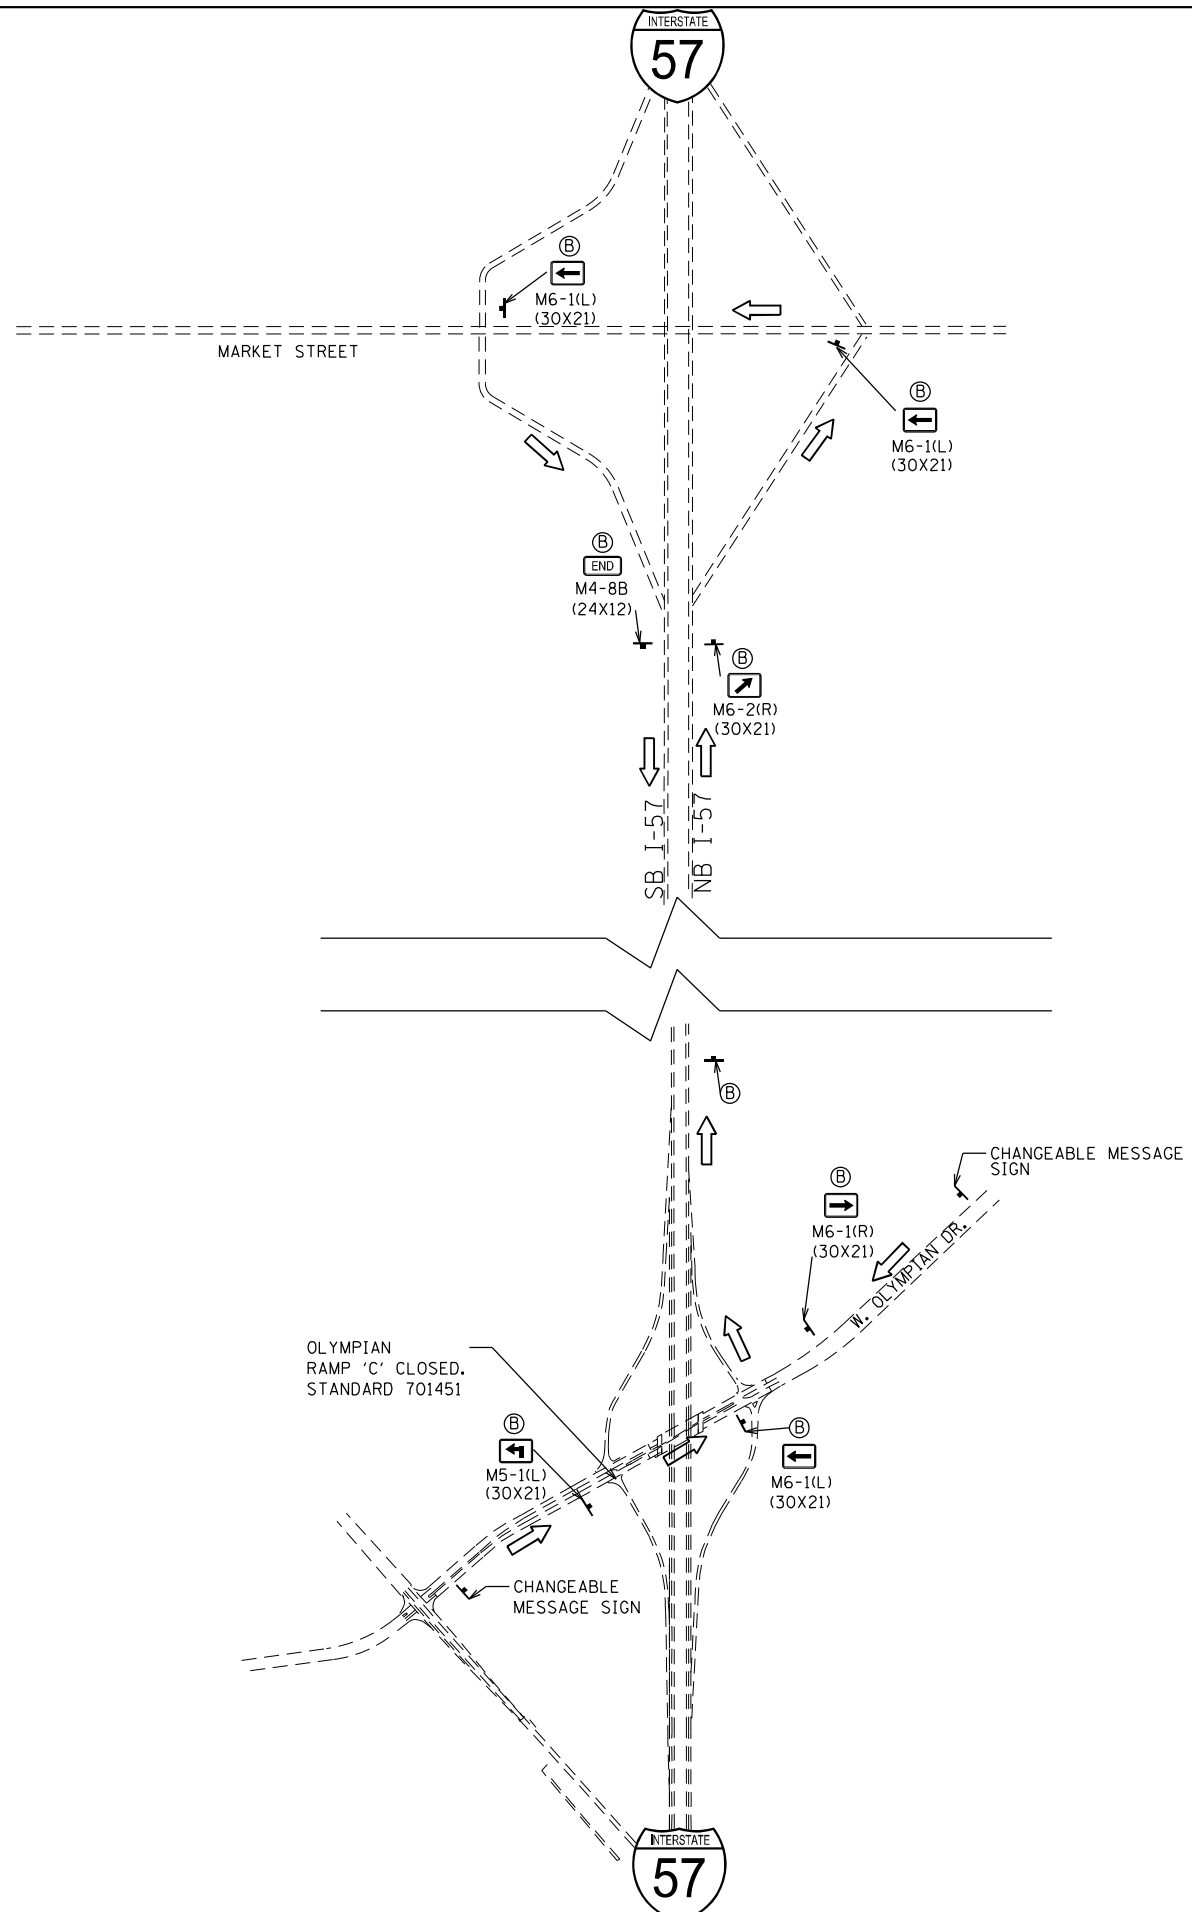 INTERSTATE
57
B
M6-1(L)
(30X21)
MARKET STREET
B
M6-1(L)
(30X21)
B
END
M4-8B
(24X12)
B
M6-2(R)
(30X21)
SB I-57
NB I-57
B
CHANGEABLE MESSAGE
SIGN
B
M6-1(R)
(30X21)
W. OLYMPIAN DR.
OLYMPIAN
RAMP 'C' CLOSED.
STANDARD 701451
B
M5-1(L)
(30X21)
B
M6-1(L)
(30X21)
CHANGEABLE
MESSAGE SIGN
INTERSTATE
57